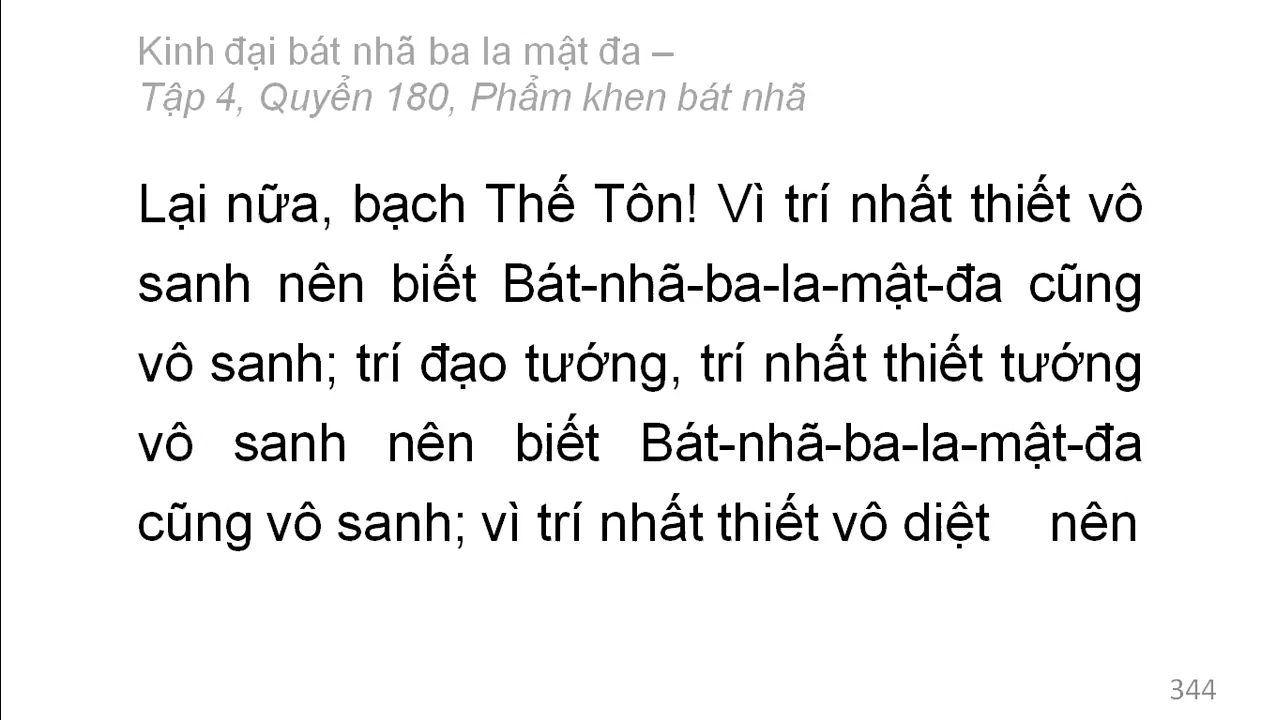 Kinh đại bát nhã ba la mật đa –
Tập 4, Quyển 180, Phẩm khen bát nhã
Lại nữa, bạch Thế Tôn! Vì trí nhất thiết vô
sanh nên biết Bát-nhã-ba-la-mật-đa cũng
vô sanh; trí đạo tướng, trí nhất thiết tướng
vô sanh nên biết Bát-nhã-ba-la-mật-đa
cũng vô sanh; vì trí nhất thiết vô diệt nên
344